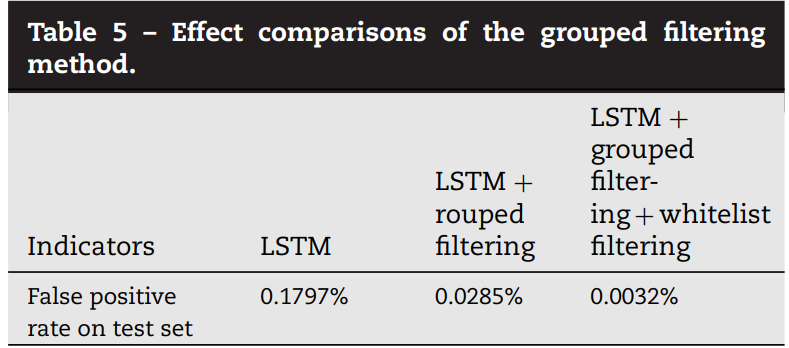 Table 5 – Effect comparisons of the grouped filtering
method.
Indicators
LSTM
LSTM +
rouped
filtering
LSTM +
grouped
filter-
ing + whitelist
filtering
False positive
rate on test set
0.1797%
0.0285%
0.0032%